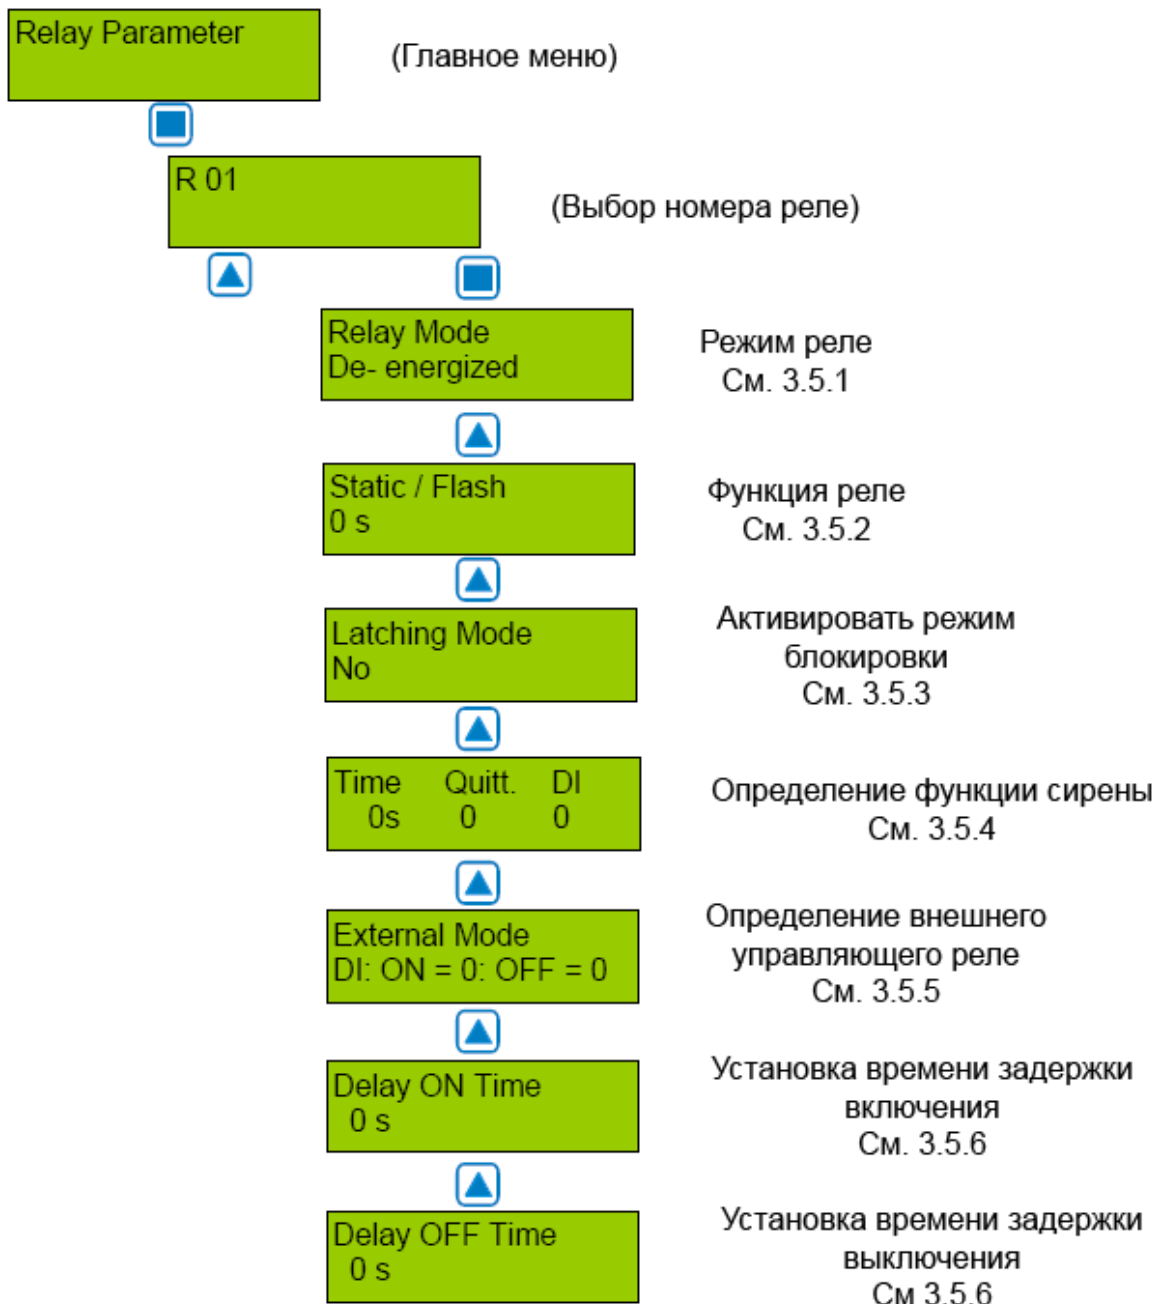 Relay Parameter
(Главное меню)
R 01
(Выбор номера реле)
Relay Mode
De- energized
Режим реле
См. 3.5.1
Static / Flash
0 s
Функция реле
См. 3.5.2
Latching Mode
No
Активировать режим
блокировки
См. 3.5.3
Time Quitt. DI
0s 0 0
Определение функции сирены
См. 3.5.4
External Mode
DI: ON = 0: OFF = 0
Определение внешнего
управляющего реле
См. 3.5.5
Delay ON Time
0 s
Установка времени задержки
включения
См. 3.5.6
Delay OFF Time
0 s
Установка времени задержки
выключения
См 3.5.6